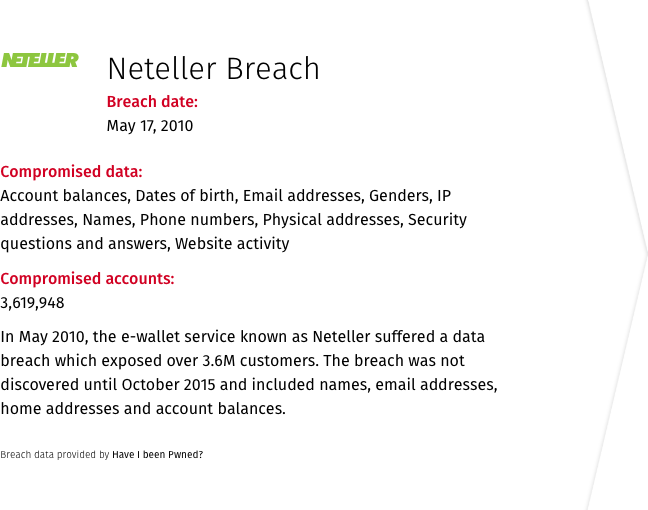 NETELLER
Neteller Breach
Breach date:
May 17, 2010
Compromised data:
Account balances, Dates of birth, Email addresses, Genders, IP
addresses, Names, Phone numbers, Physical addresses, Security
questions and answers, Website activity
Compromised accounts:
3,619,948
In May 2010, the e-wallet service known as Neteller suffered a data
breach which exposed over 3.6M customers. The breach was not
discovered until October 2015 and included names, email addresses,
home addresses and account balances.
Breach data provided by Have I been Pwned?